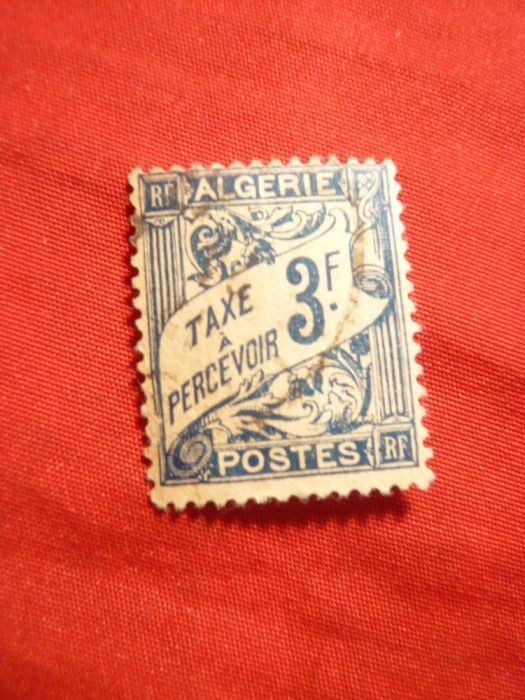 RF ALGERIE
TAXE
À
PERCEVOIR
3F.
POSTES RF